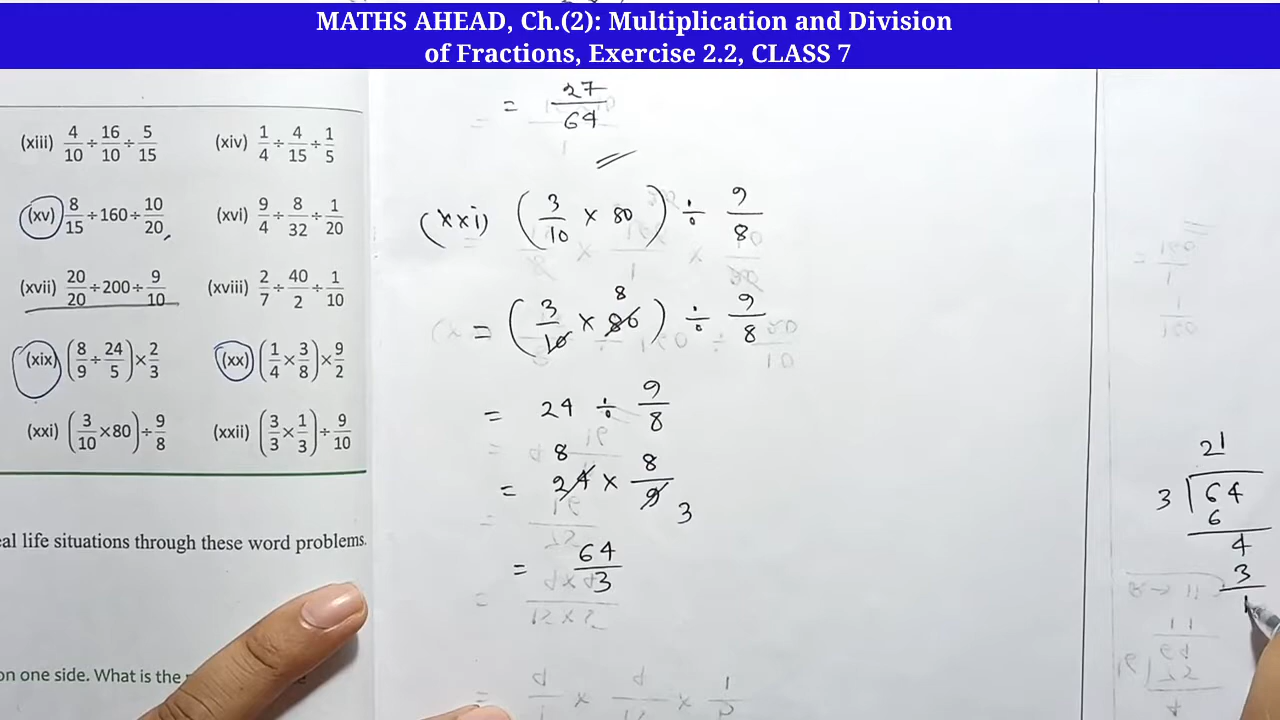 MATHS AHEAD, Ch.(2): Multiplication and Division
of Fractions, Exercise 2.2, CLASS 7
(xiii) 4/10 ÷ 16/10 ÷ 5/15
(xiv) 1/4 ÷ 4/15 ÷ 1/5
(xv) 8/15 ÷ 160 ÷ 10/20
(xvi) 9/4 ÷ 8/32 ÷ 1/20
(xvii) 20/20 ÷ 200 ÷ 9/10
(xviii) 2/7 ÷ 40/2 ÷ 1/10
(xix) (8/9 ÷ 24/5) × 2/3
(xx) (1/4 × 3/8) × 9/2
(xxi) (3/10 × 80) ÷ 9/8
(xxii) (3/3 × 1/3) ÷ 9/10
al life situations through these word problems.
on one side. What is the
= 27/64
(xxi) (3/10 × 80) ÷ 9/8
8
= (3/10 × 80) ÷ 9/8
= 24 ÷ 9/8
8
= 24 × 8/9
3
= 64/3
21
3 64
6
4
3
1